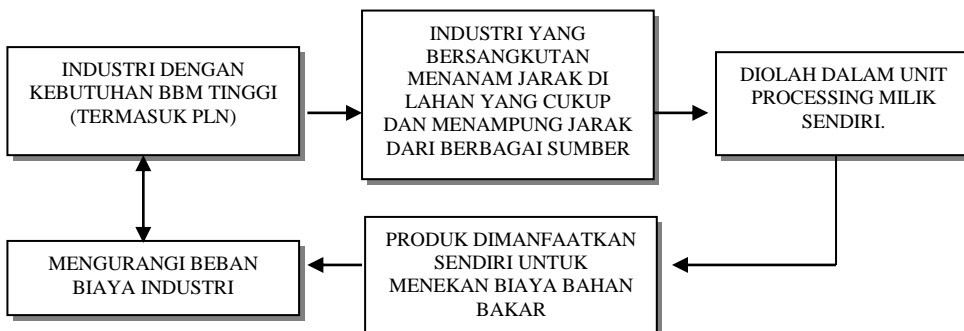 INDUSTRI DENGAN
KEBUTUHAN BBM TINGGI
(TERMASUK PLN)
INDUSTRI YANG
BERSANGKUTAN
MENANAM JARAK DI
LAHAN YANG CUKUP
DAN MENAMPUNG JARAK
DARI BERBAGAI SUMBER
DIOLAH DALAM UNIT
PROCESSING MILIK
SENDIRI.
PRODUK DIMANFAATKAN
SENDIRI UNTUK
MENEKAN BIAYA BAHAN
BAKAR
MENGURANGI BEBAN
BIAYA INDUSTRI